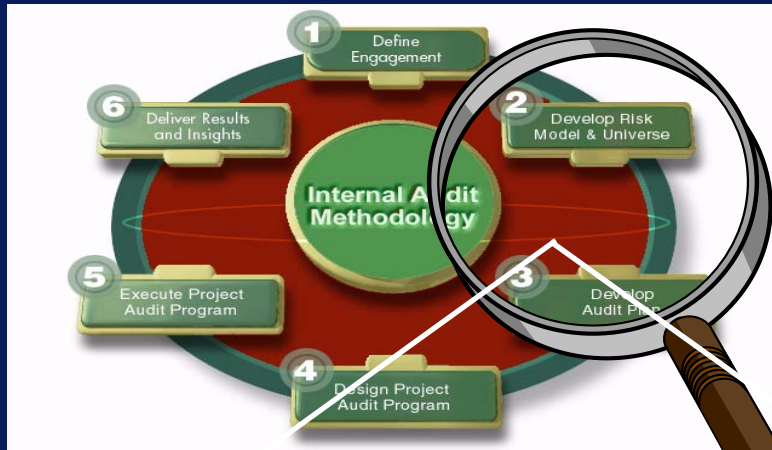 1
Define
Engagement
2
Develop Risk
Model & Universe
3
Develop
Audit Plan
4
Design Project
Audit Program
5
Execute Project
Audit Program
6
Deliver Results
and Insights
Internal Audit
Methodology